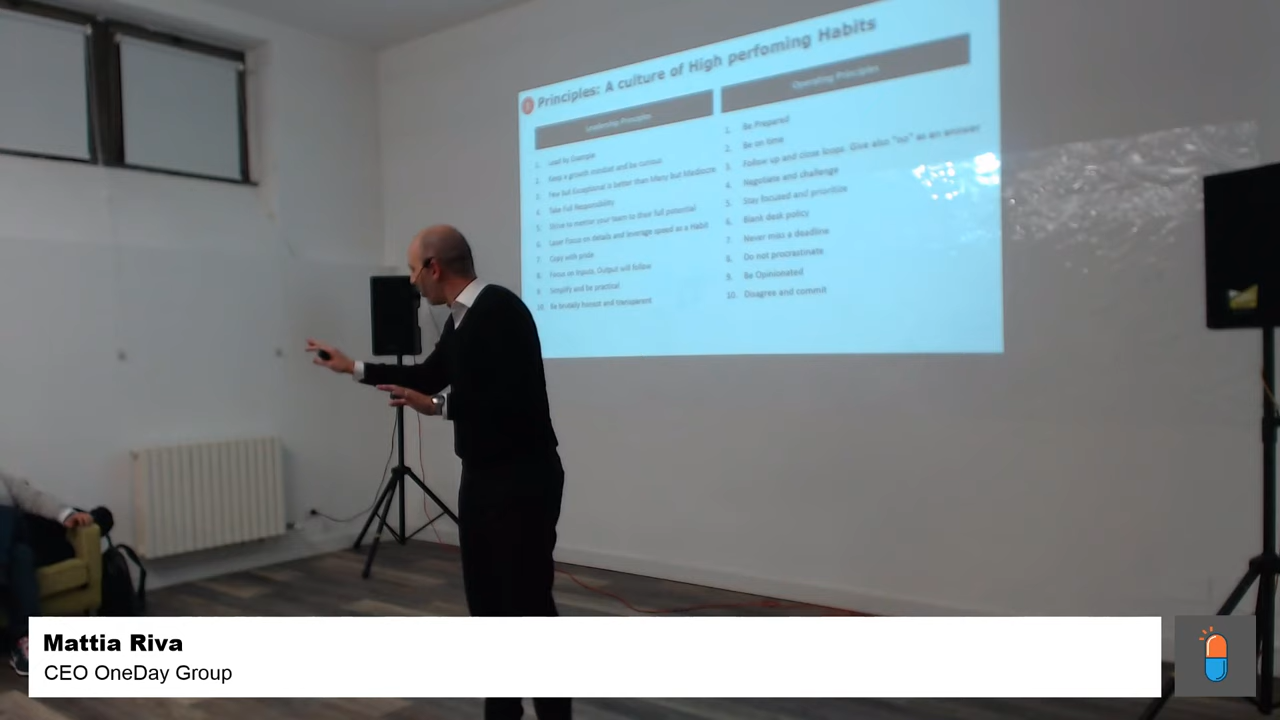 Principles: A culture of High perfoming Habits
Leadership Principles
1. Lead by Example
2. Keep a growth mindset and be curious
3. Few but Exceptional is better than Many but Mediocre
4. Take Full Responsibility
5. Strive to mentor your team to their full potential
6. Laser Focus on details and leverage speed as a Habit
7. Copy with pride
8. Focus on Inputs, Output will follow
9. Simplify and be practical
10. Be brutally honest and transparent
Operating Principles
1. Be Prepared
2. Be on time
3. Follow up and close loops. Give also "no" as an answer
4. Negotiate and challenge
5. Stay focused and prioritize
6. Blank desk policy
7. Never miss a deadline
8. Do not procrastinate
9. Be Opinionated
10. Disagree and commit
Mattia Riva
CEO OneDay Group